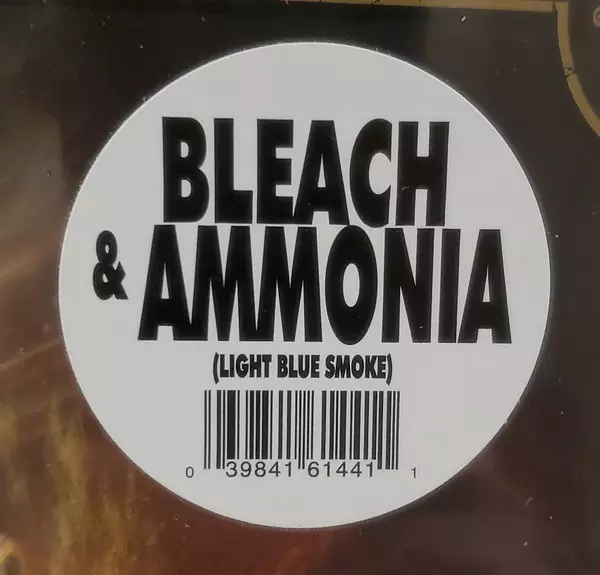 BLEACH
& AMMONIA
(LIGHT BLUE SMOKE)
0 39841 61441 1